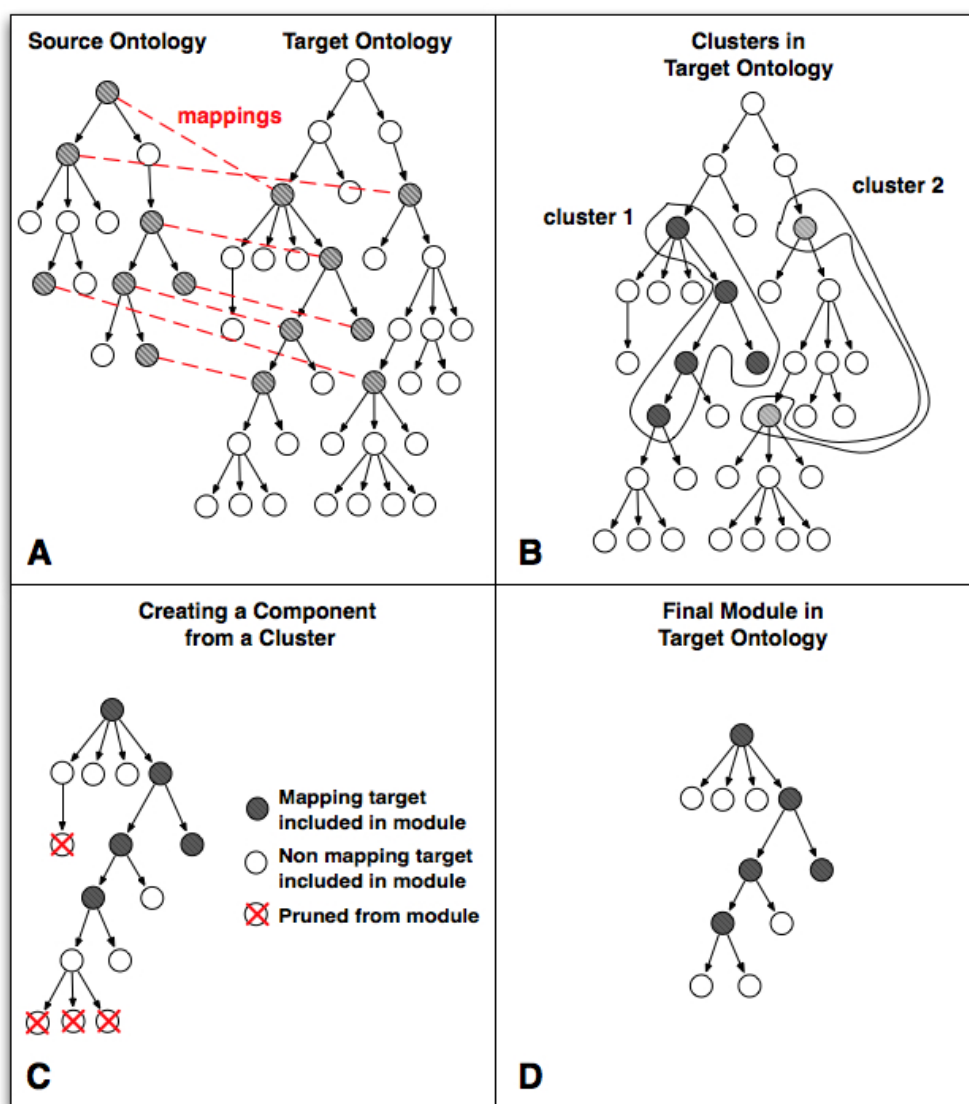 Source Ontology
Target Ontology
mappings
A
Clusters in
Target Ontology
cluster 1
cluster 2
B
Creating a Component
from a Cluster
Mapping target
included in module
Non mapping target
included in module
Pruned from module
C
Final Module in
Target Ontology
D